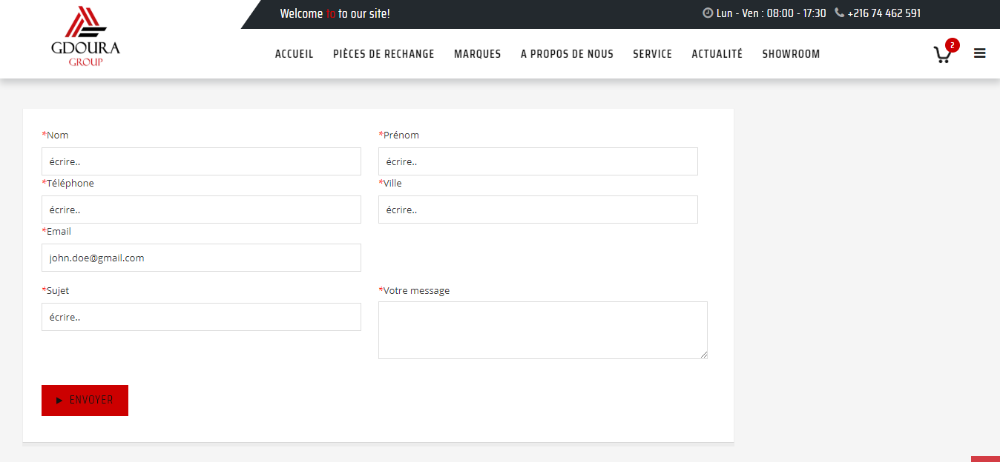 Welcome to to our site!
Lun - Ven : 08:00 - 17:30 +216 74 462 591
GDOURA
GROUP
ACCUEIL PIÈCES DE RECHANGE MARQUES A PROPOS DE NOUS SERVICE ACTUALITÉ SHOWROOM
2
*Nom
écrire..
*Prénom
écrire..
*Téléphone
écrire..
*Ville
écrire..
*Email
john.doe@gmail.com
*Sujet
écrire..
*Votre message
ENVOYER